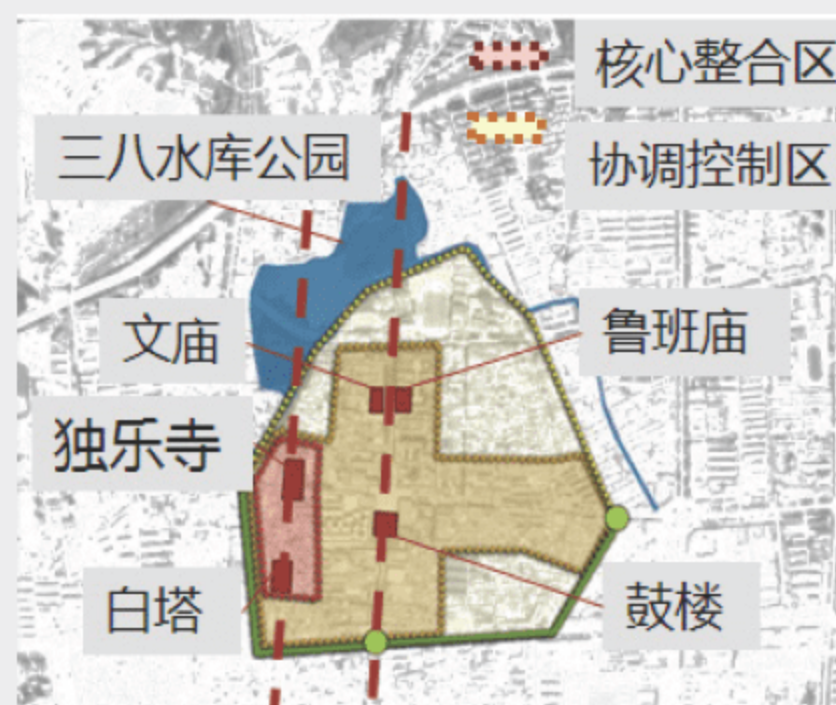 核心整合区
三八水库公园
协调控制区
文庙
鲁班庙
独乐寺
白塔
鼓楼